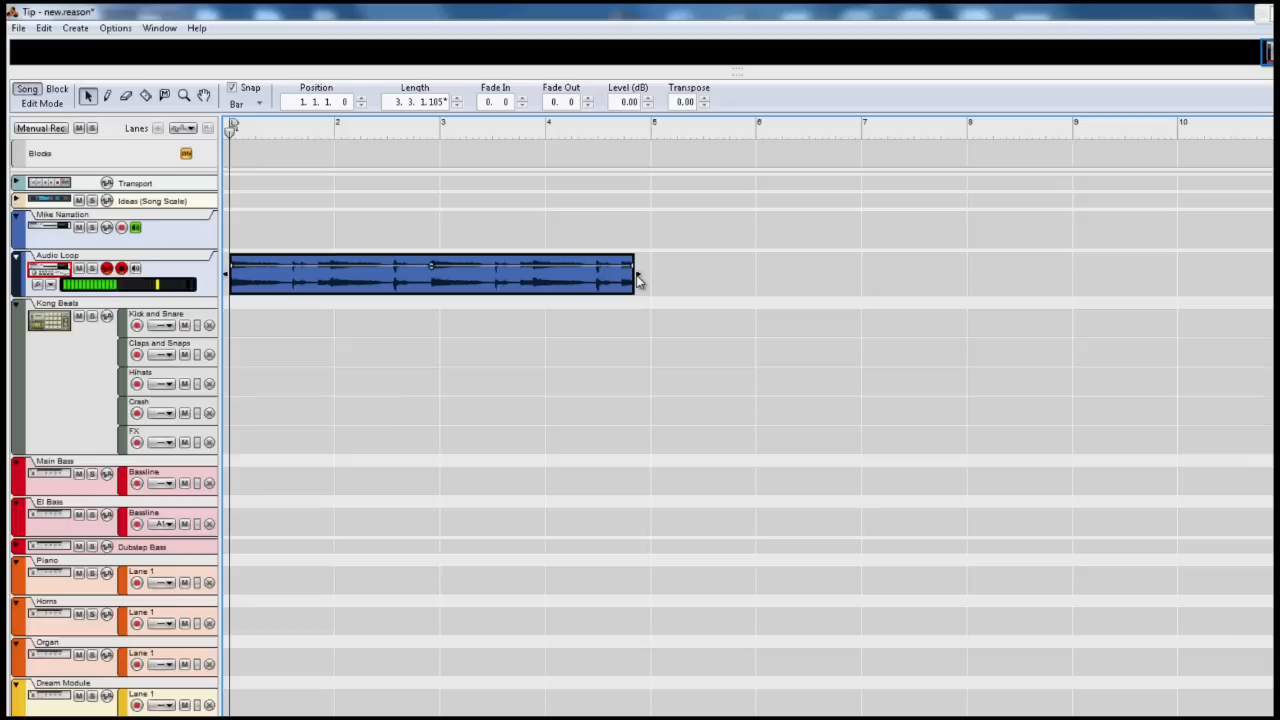 Tip - new.reason*
File Edit Create Options Window Help
Song Block Snap Position Length Fade In Fade Out Level (dB) Transpose
Edit Mode Bar 1. 1. 1. 0 3. 3. 1.105* 0. 0 0. 0 0.00 0.00
Manual Rec M S Lanes 2 3 4 5 6 7 8 9 10
Blocks ON
Transport
M S Ideas (Song Scale)
Mike Narration
M S
Audio Loop
M S
Kong Beats
M S Kick and Snare
M
Claps and Snaps
M
Hihats
M
Crash
M
FX
M
Main Bass
M S Bassline
M
El Bass
M S Bassline
A1 M
M S Dubstep Bass
Piano
M S Lane 1
M
Horns
M S Lane 1
M
Organ
M S Lane 1
M
Dream Module
M S Lane 1
M